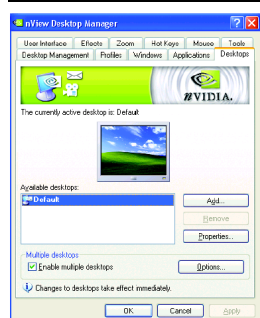 nView Desktop Manager
User Interface Effects Zoom Hot Keys Mouse Tools
Desktop Management Profiles Windows Applications Desktops
nVIDIA.
The currently active desktop is: Default
Available desktops:
Default
Add...
Remove
Properties...
Multiple desktops
Enable multiple desktops
Options...
Changes to desktops take effect immediately.
OK Cancel Apply